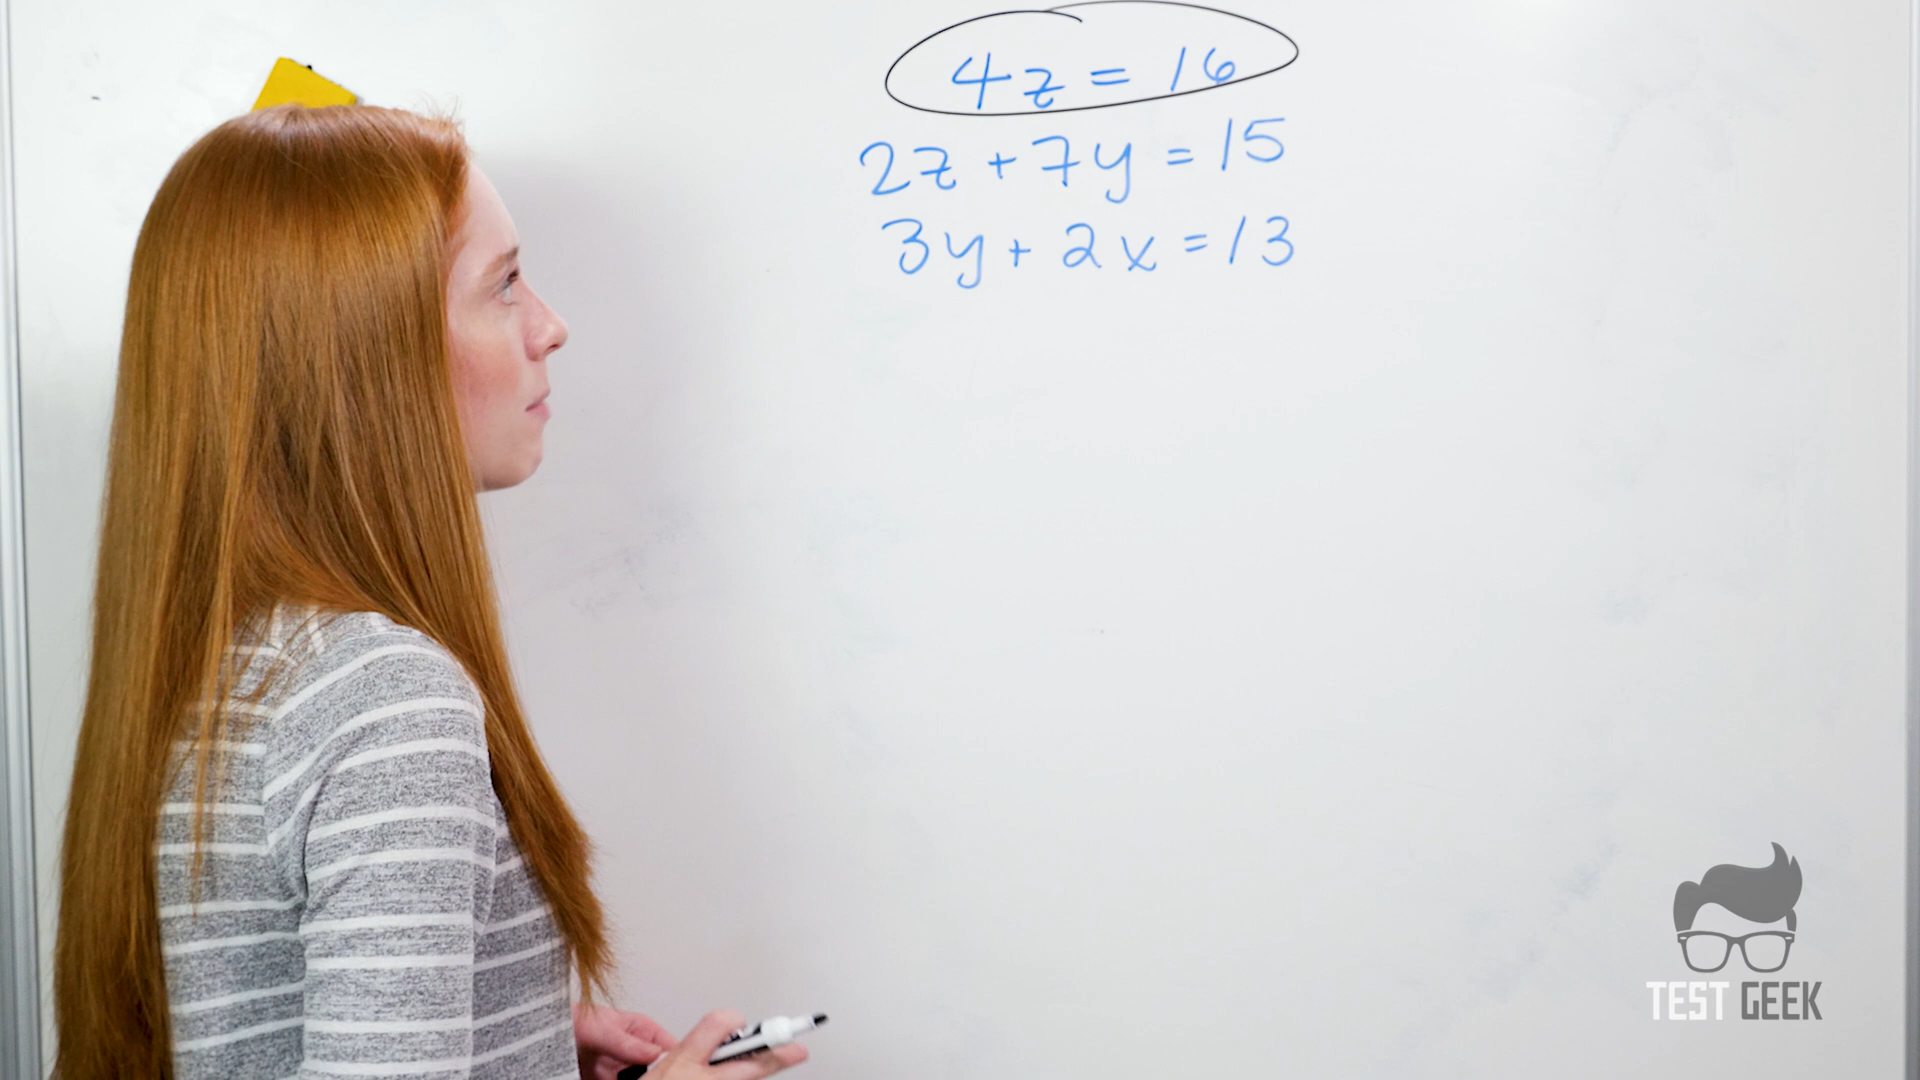 4z = 16
2z + 7y = 15
3y + 2x = 13
TEST GEEK